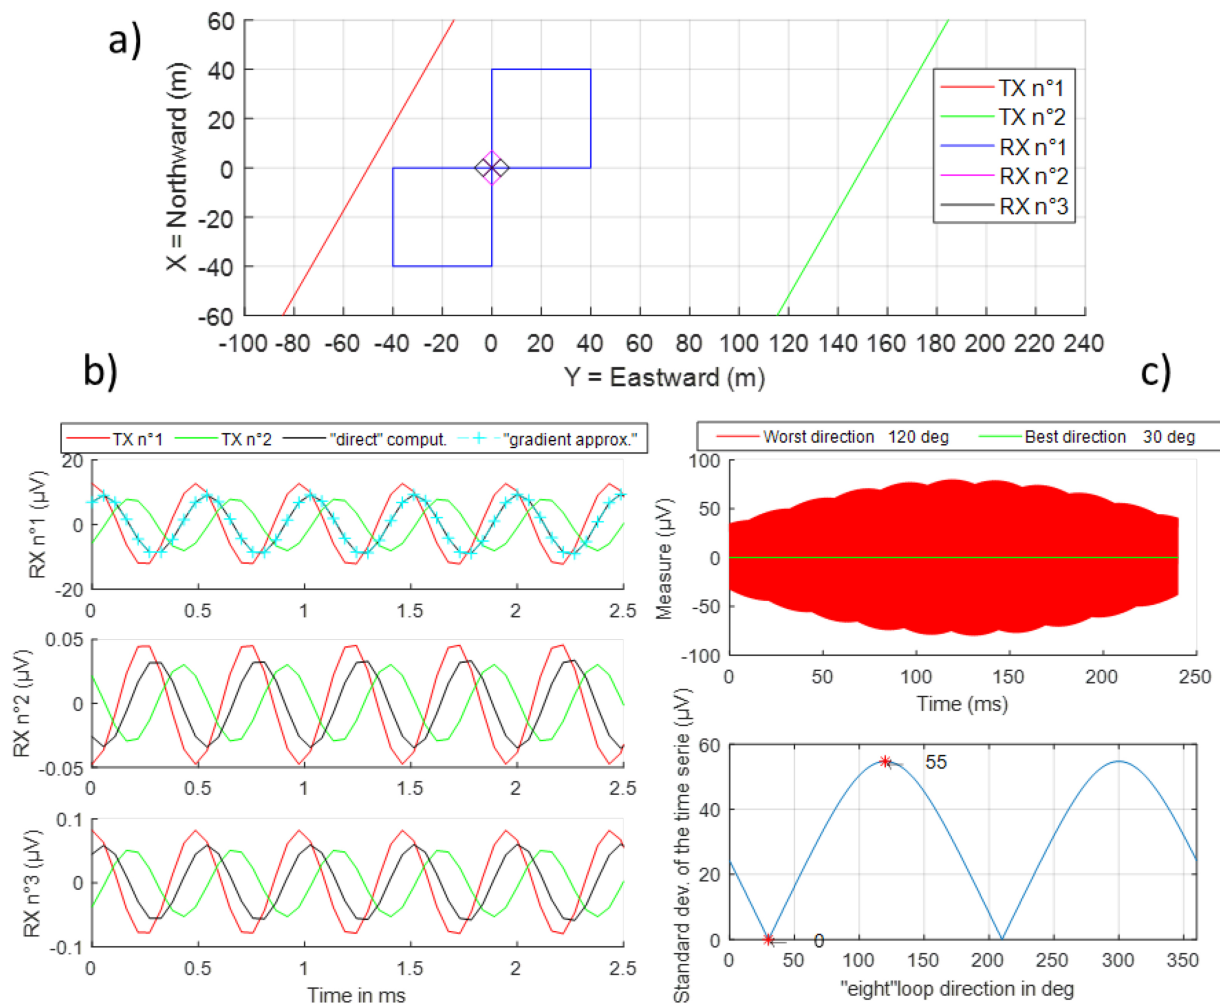 a)
X = Northward (m)
60
40
20
0
-20
-40
-60
-100 -80 -60 -40 -20 0 20 40 60 80 100 120 140 160 180 200 220 240
Y = Eastward (m)
TX n°1
TX n°2
RX n°1
RX n°2
RX n°3
b)
TX n°1 TX n°2 "direct" comput. "gradient approx."
RX n°1 (µV)
20
0
-20
0 0.5 1 1.5 2 2.5
RX n°2 (µV)
0.05
0
-0.05
0 0.5 1 1.5 2 2.5
RX n°3 (µV)
0.1
0
-0.1
0 0.5 1 1.5 2 2.5
Time in ms
c)
Worst direction 120 deg Best direction 30 deg
Measure (µV)
100
50
0
-50
-100
0 50 100 150 200 250
Time (ms)
Standard dev. of the time serie (µV)
60
40
20
0
55
0
0 50 100 150 200 250 300 350
"eight"loop direction in deg